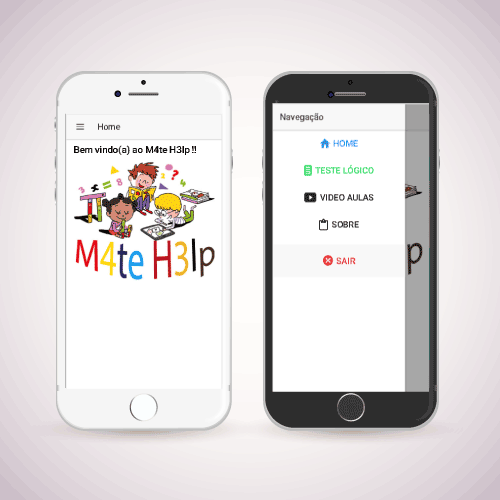 Home
Bem vindo(a) ao M4te H3lp !!
M4te H3lp
Navegação
HOME
TESTE LÓGICO
VIDEO AULAS
SOBRE
SAIR
p